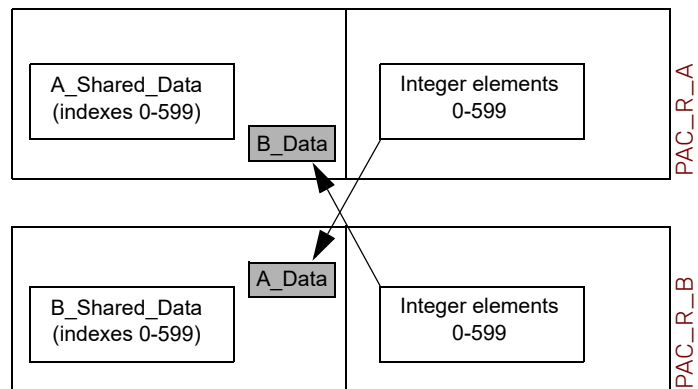 A_Shared_Data
(indexes 0-599)
B_Data
Integer elements
0-599
PAC_R_A
A_Data
B_Shared_Data
(indexes 0-599)
Integer elements
0-599
PAC_R_B